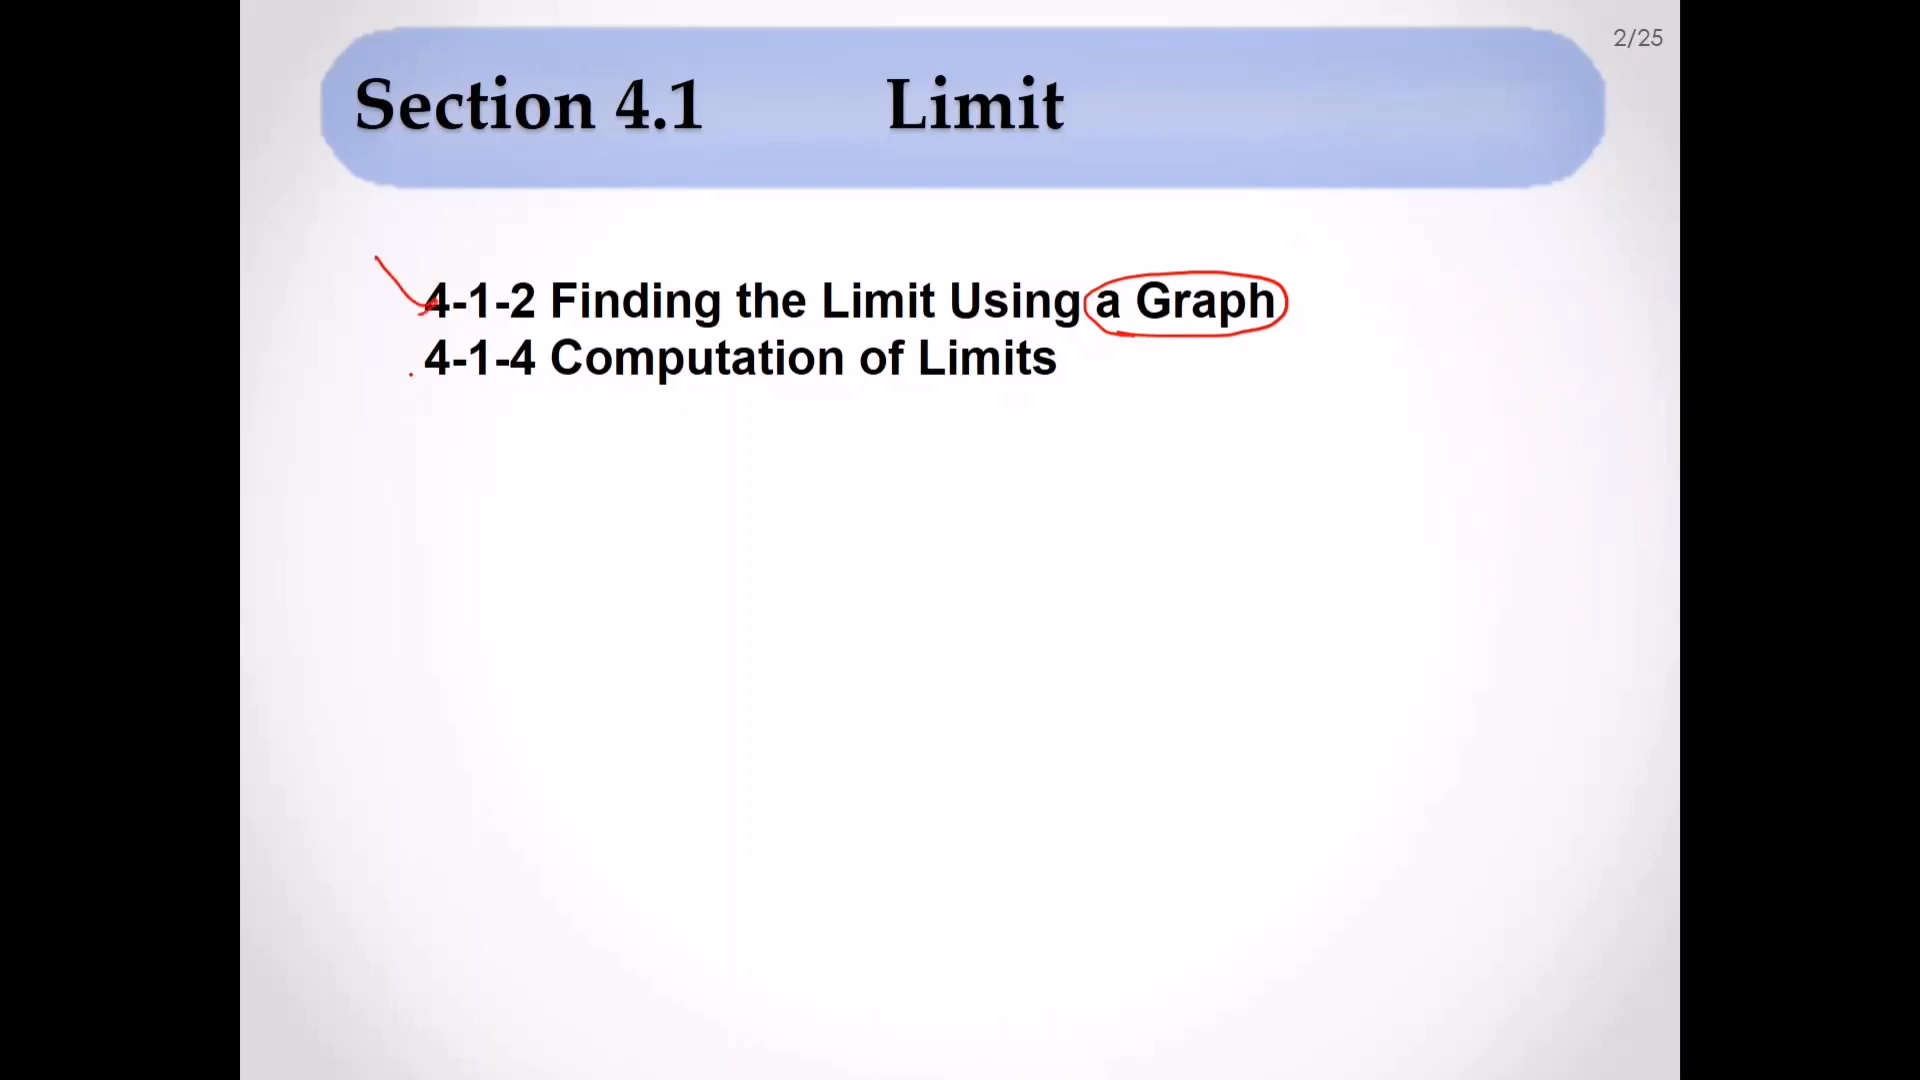 2/25
Section 4.1 Limit
4-1-2 Finding the Limit Using a Graph
4-1-4 Computation of Limits